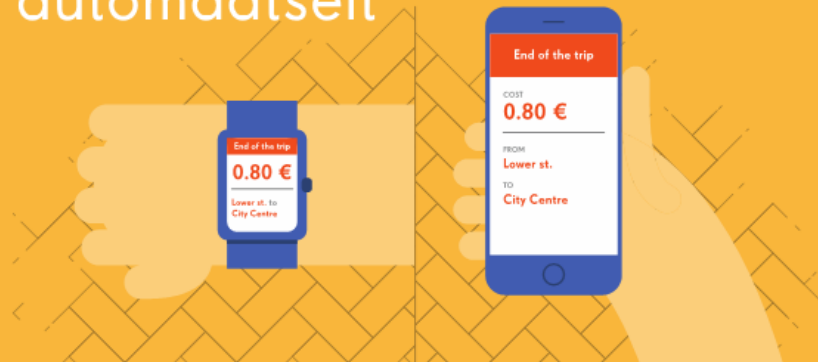 automaatselt
End of the trip
0.80 €
Lower st. to
City Centre
End of the trip
COST
0.80 €
FROM
Lower st.
TO
City Centre